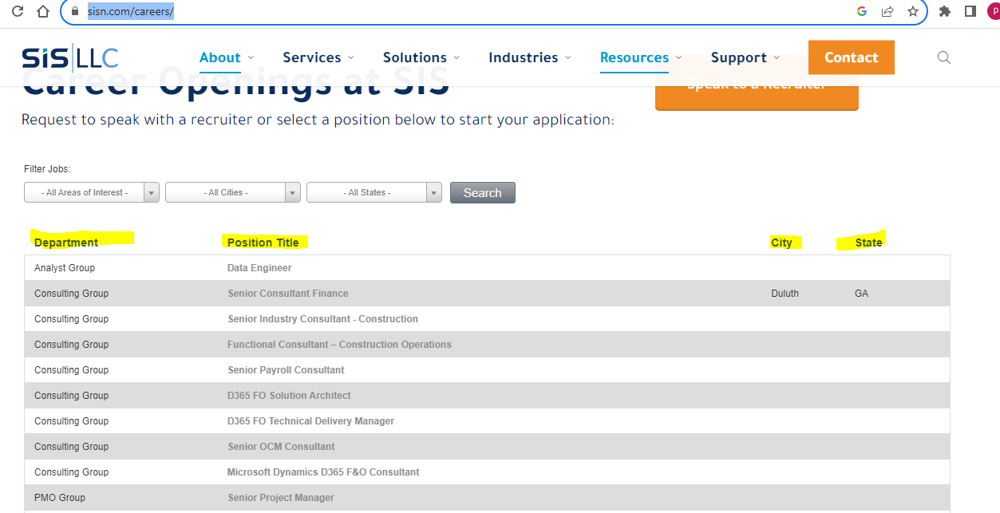 sisn.com/careers/
P
SiS|LLC
About Services Solutions Industries Resources Support Contact
Career Openings at SIS
Speak to a Recruiter
Request to speak with a recruiter or select a position below to start your application:
Filter Jobs:
- All Areas of Interest - - All Cities - - All States - Search
Department Position Title City State
Analyst Group Data Engineer
Consulting Group Senior Consultant Finance Duluth GA
Consulting Group Senior Industry Consultant - Construction
Consulting Group Functional Consultant – Construction Operations
Consulting Group Senior Payroll Consultant
Consulting Group D365 FO Solution Architect
Consulting Group D365 FO Technical Delivery Manager
Consulting Group Senior OCM Consultant
Consulting Group Microsoft Dynamics D365 F&O Consultant
PMO Group Senior Project Manager